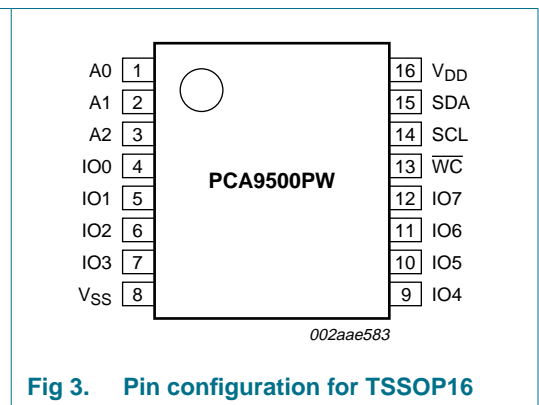 A0 1 16 VDD
A1 2 15 SDA
A2 3 14 SCL
IO0 4 13 W̅C̅
PCA9500PW
IO1 5 12 IO7
IO2 6 11 IO6
IO3 7 10 IO5
VSS 8 9 IO4
002aae583
Fig 3. Pin configuration for TSSOP16